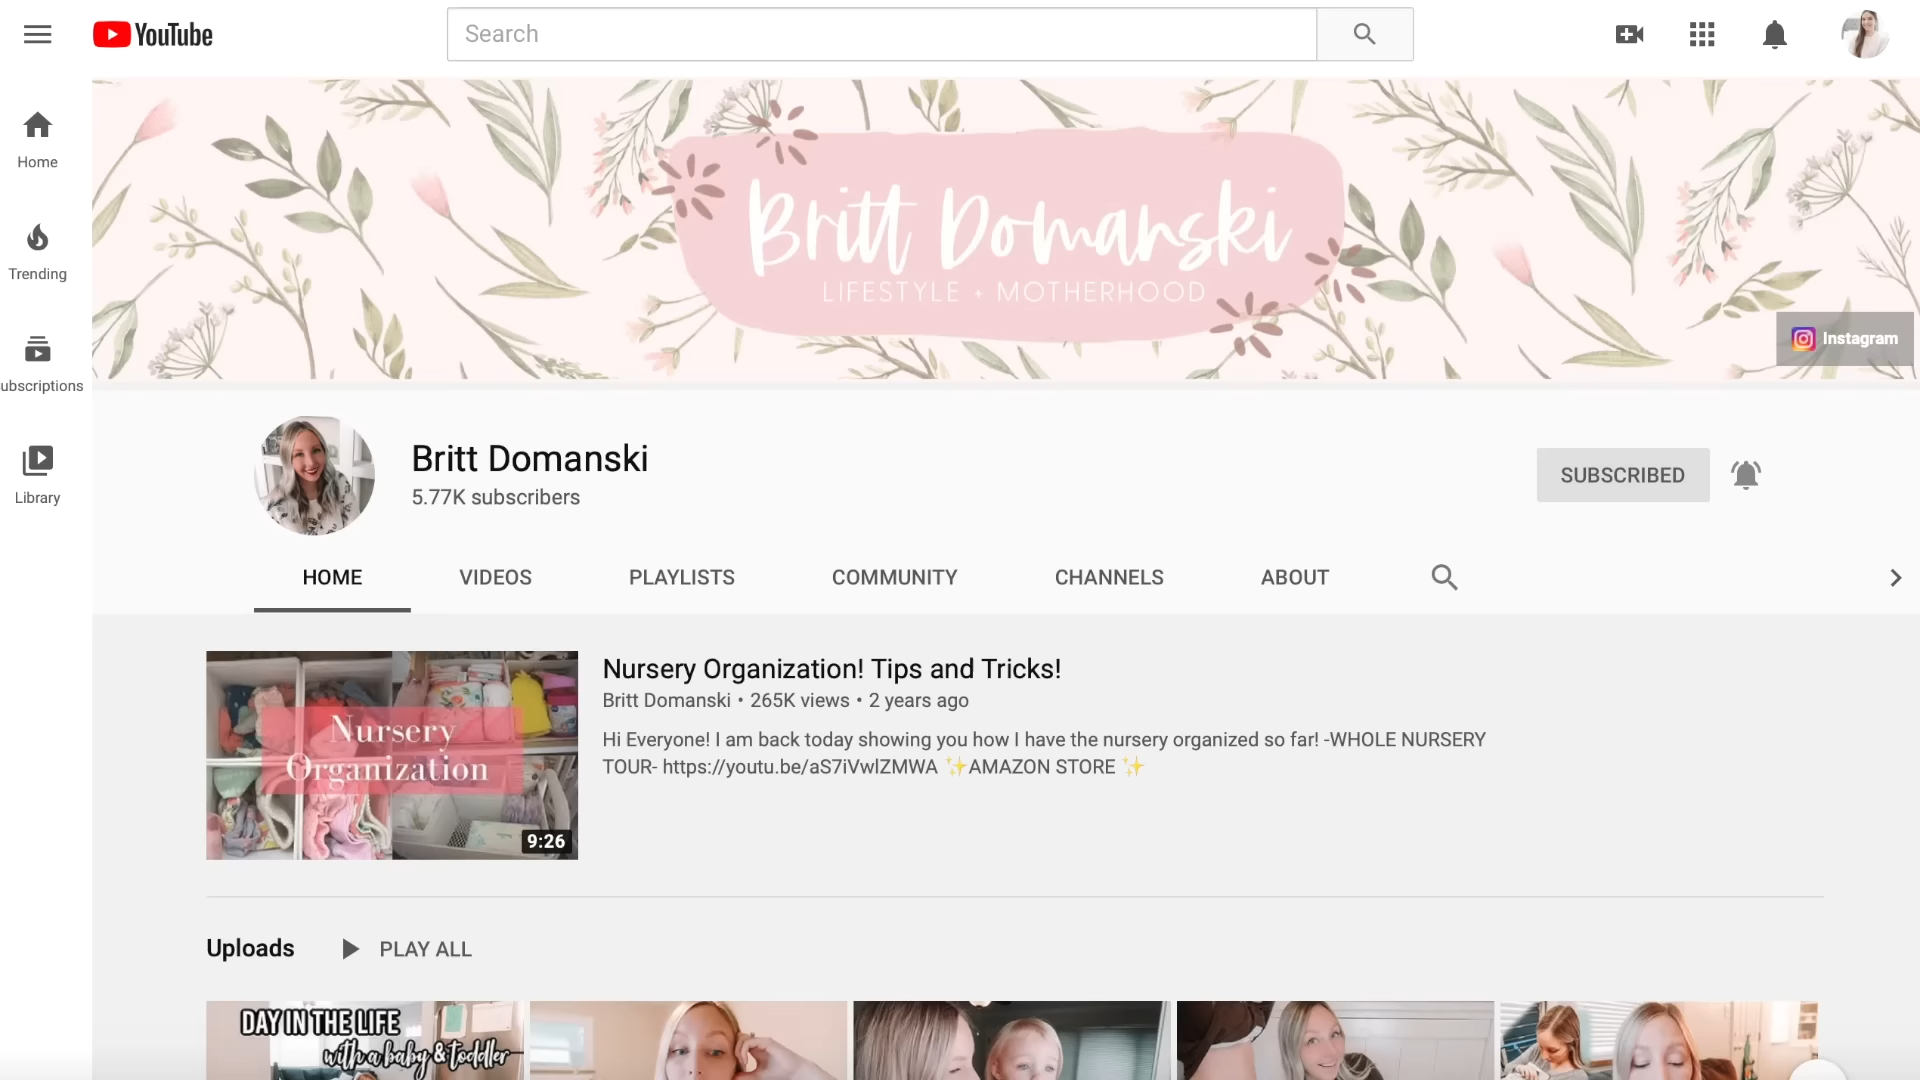 YouTube
Search
Home
Trending
ubscriptions
Library
Britt Domanski
LIFESTYLE + MOTHERHOOD
Instagram
Britt Domanski
5.77K subscribers
SUBSCRIBED
HOME
VIDEOS
PLAYLISTS
COMMUNITY
CHANNELS
ABOUT
Nursery
Organization
9:26
Nursery Organization! Tips and Tricks!
Britt Domanski • 265K views • 2 years ago
Hi Everyone! I am back today showing you how I have the nursery organized so far! -WHOLE NURSERY
TOUR- https://youtu.be/aS7iVwlZMWA ✨AMAZON STORE ✨
Uploads
PLAY ALL
DAY IN THE LIFE
with a baby & toddler